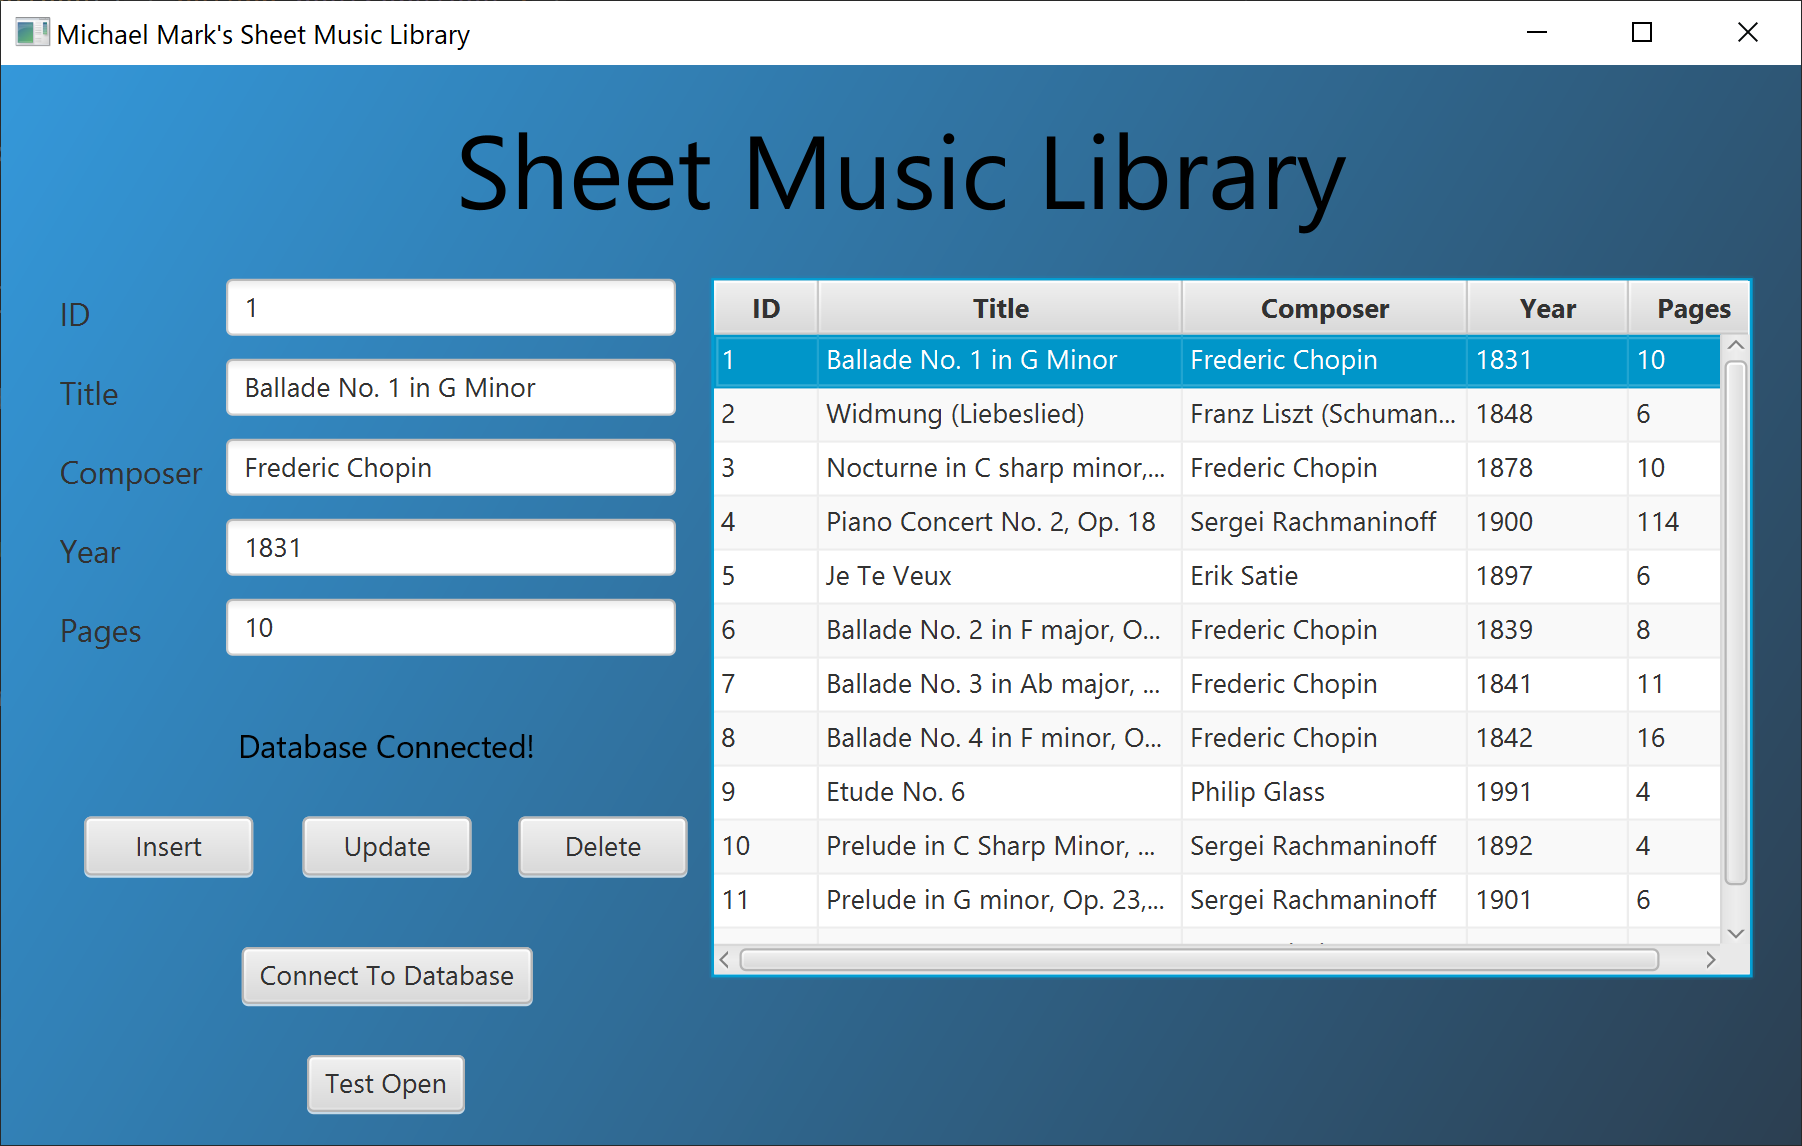 Michael Mark's Sheet Music Library
Sheet Music Library
ID 1
Title Ballade No. 1 in G Minor
Composer Frederic Chopin
Year 1831
Pages 10
Database Connected!
Insert Update Delete
Connect To Database
Test Open
ID Title Composer Year Pages
1 Ballade No. 1 in G Minor Frederic Chopin 1831 10
2 Widmung (Liebeslied) Franz Liszt (Schuman... 1848 6
3 Nocturne in C sharp minor,... Frederic Chopin 1878 10
4 Piano Concert No. 2, Op. 18 Sergei Rachmaninoff 1900 114
5 Je Te Veux Erik Satie 1897 6
6 Ballade No. 2 in F major, O... Frederic Chopin 1839 8
7 Ballade No. 3 in Ab major, ... Frederic Chopin 1841 11
8 Ballade No. 4 in F minor, O... Frederic Chopin 1842 16
9 Etude No. 6 Philip Glass 1991 4
10 Prelude in C Sharp Minor, ... Sergei Rachmaninoff 1892 4
11 Prelude in G minor, Op. 23,... Sergei Rachmaninoff 1901 6